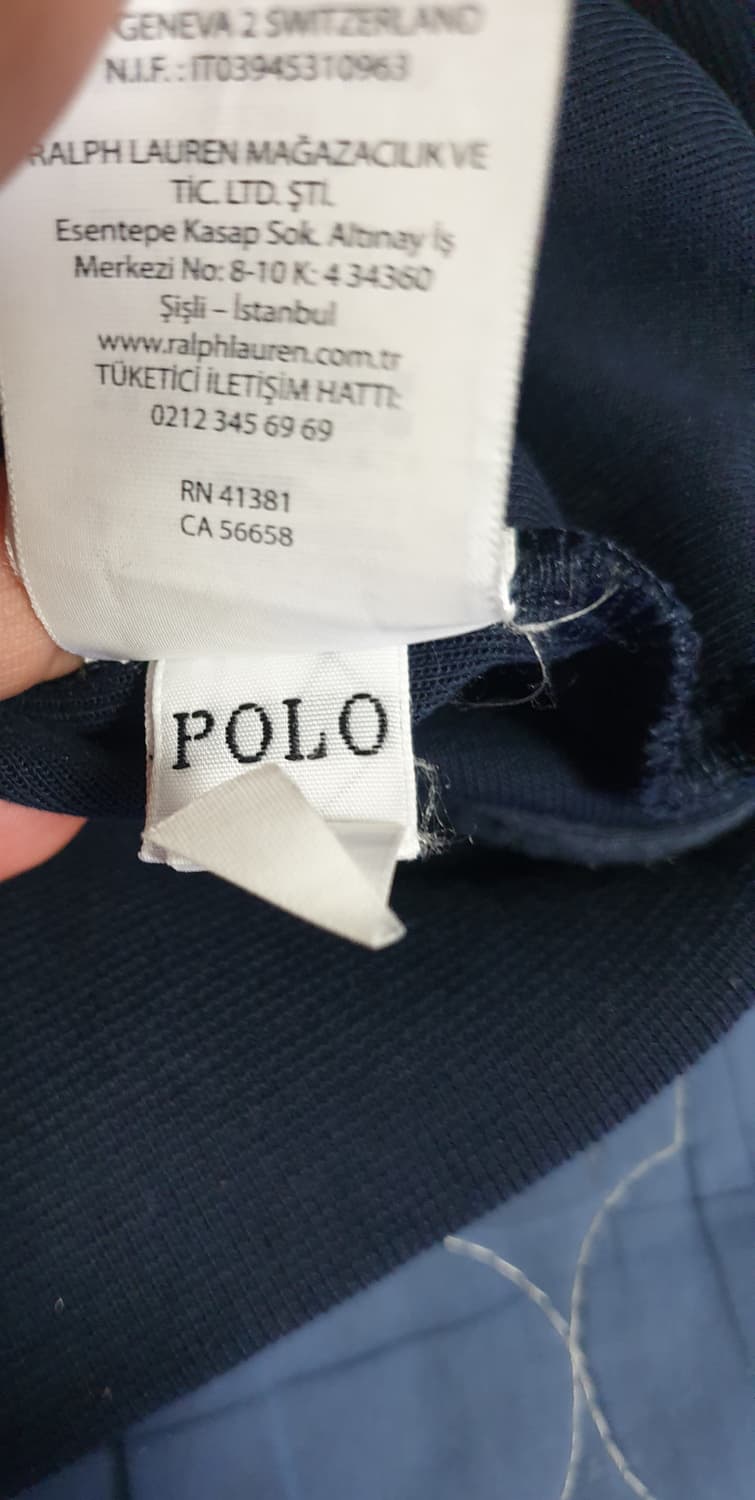 GENEVA 2 SWITZERLAND
N.I.F. : IT03945310963
RALPH LAUREN MAĞAZACILIK VE
TİC. LTD. ŞTİ.
Esentepe Kasap Sok. Altınay İş
Merkezi No: 8-10 K: 4 34360
Şişli – İstanbul
www.ralphlauren.com.tr
TÜKETİCİ İLETİŞİM HATTI:
0212 345 69 69
RN 41381
CA 56658
POLO